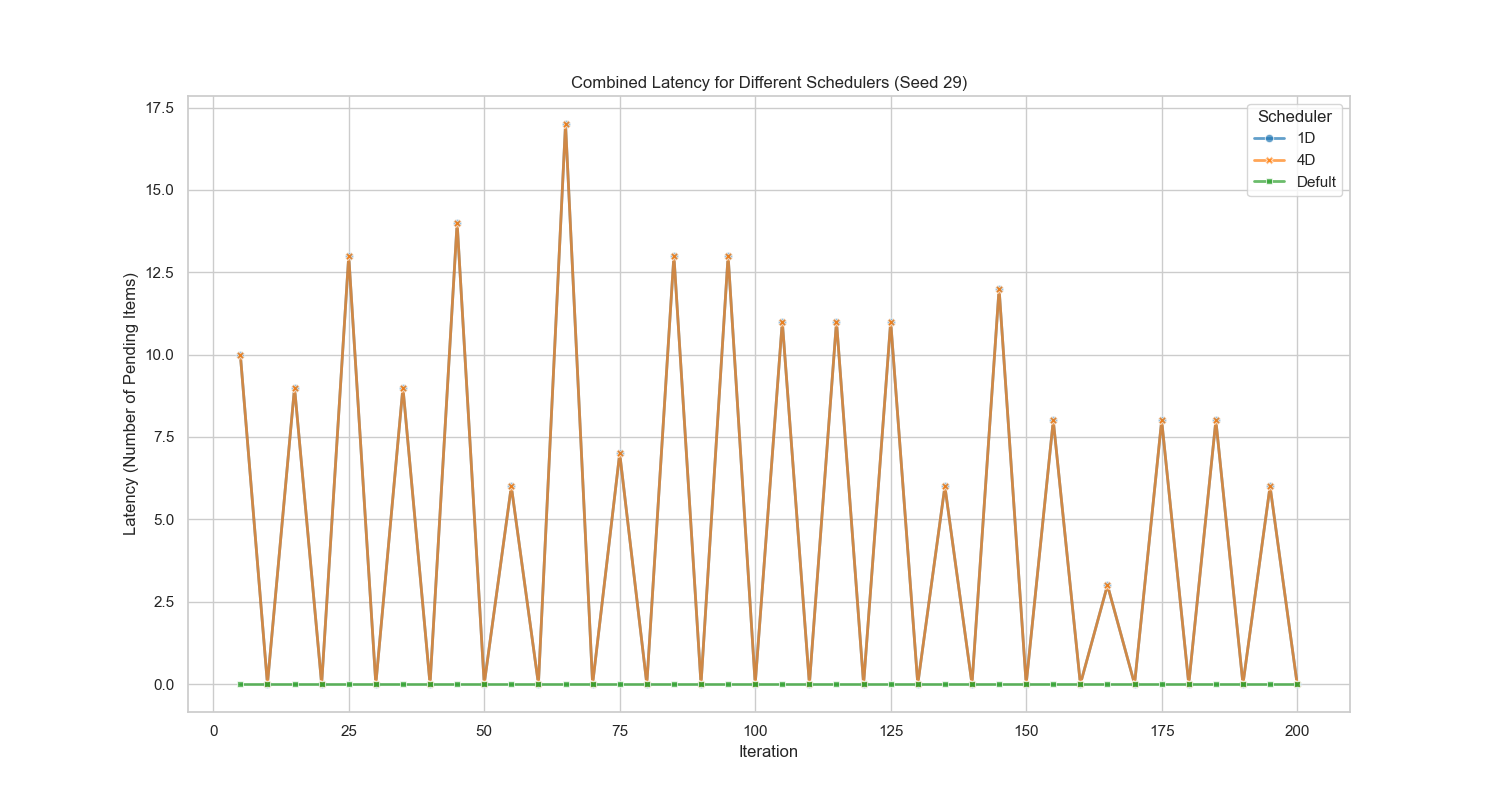 Combined Latency for Different Schedulers (Seed 29)
17.5
15.0
12.5
10.0
7.5
5.0
2.5
0.0
Latency (Number of Pending Items)
Scheduler
1D
4D
Defult
0 25 50 75 100 125 150 175 200
Iteration